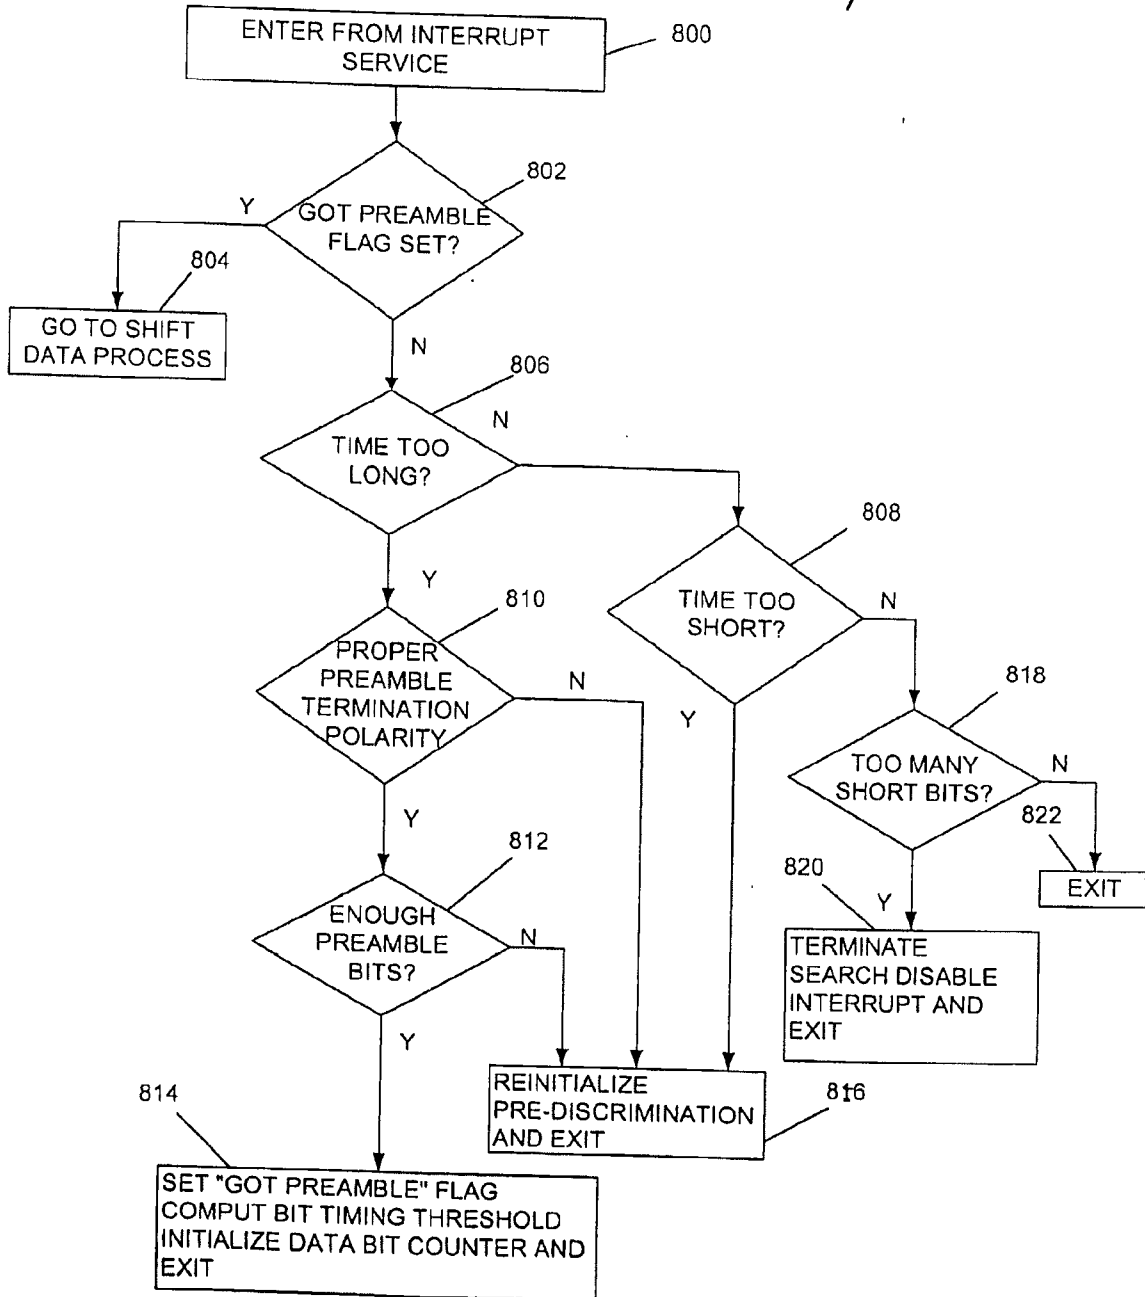 ENTER FROM INTERRUPT
SERVICE
800
802
GOT PREAMBLE
FLAG SET?
Y
N
804
GO TO SHIFT
DATA PROCESS
806
TIME TOO
LONG?
N
Y
808
TIME TOO
SHORT?
N
Y
810
PROPER
PREAMBLE
TERMINATION
POLARITY
N
Y
818
TOO MANY
SHORT BITS?
N
Y
822
EXIT
820
TERMINATE
SEARCH DISABLE
INTERRUPT AND
EXIT
812
ENOUGH
PREAMBLE
BITS?
N
Y
816
REINITIALIZE
PRE-DISCRIMINATION
AND EXIT
814
SET "GOT PREAMBLE" FLAG
COMPUT BIT TIMING THRESHOLD
INITIALIZE DATA BIT COUNTER AND
EXIT